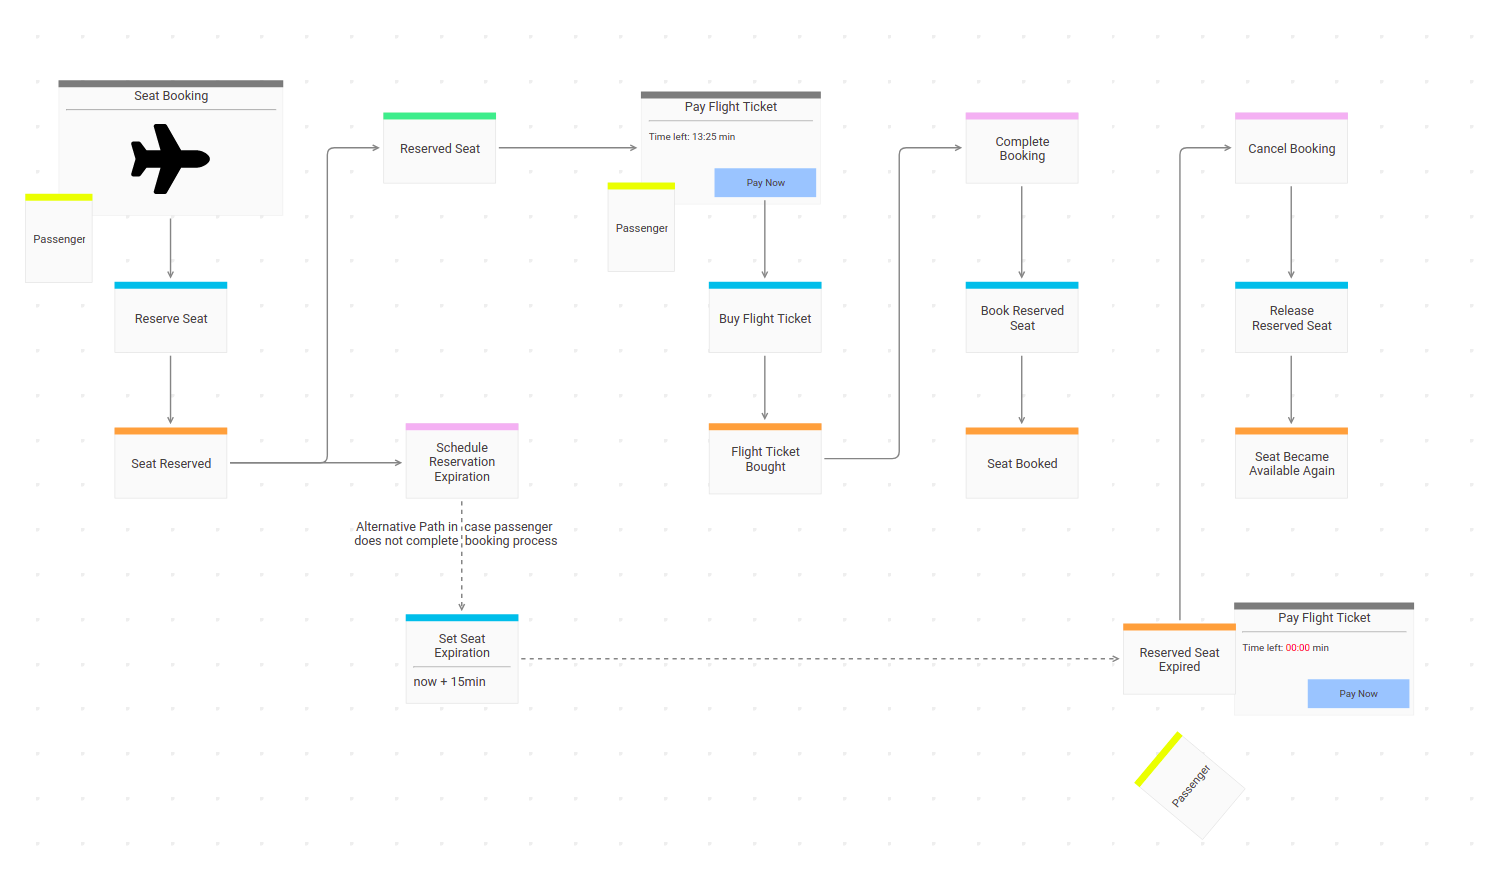 Seat Booking
Passenger
Reserve Seat
Seat Reserved
Reserved Seat
Schedule
Reservation
Expiration
Alternative Path in case passenger
does not complete booking process
Set Seat
Expiration
now + 15min
Pay Flight Ticket
Time left: 13:25 min
Pay Now
Passenger
Buy Flight Ticket
Flight Ticket
Bought
Complete
Booking
Book Reserved
Seat
Seat Booked
Cancel Booking
Release
Reserved Seat
Seat Became
Available Again
Reserved Seat
Expired
Pay Flight Ticket
Time left: 00:00 min
Pay Now
Passenger